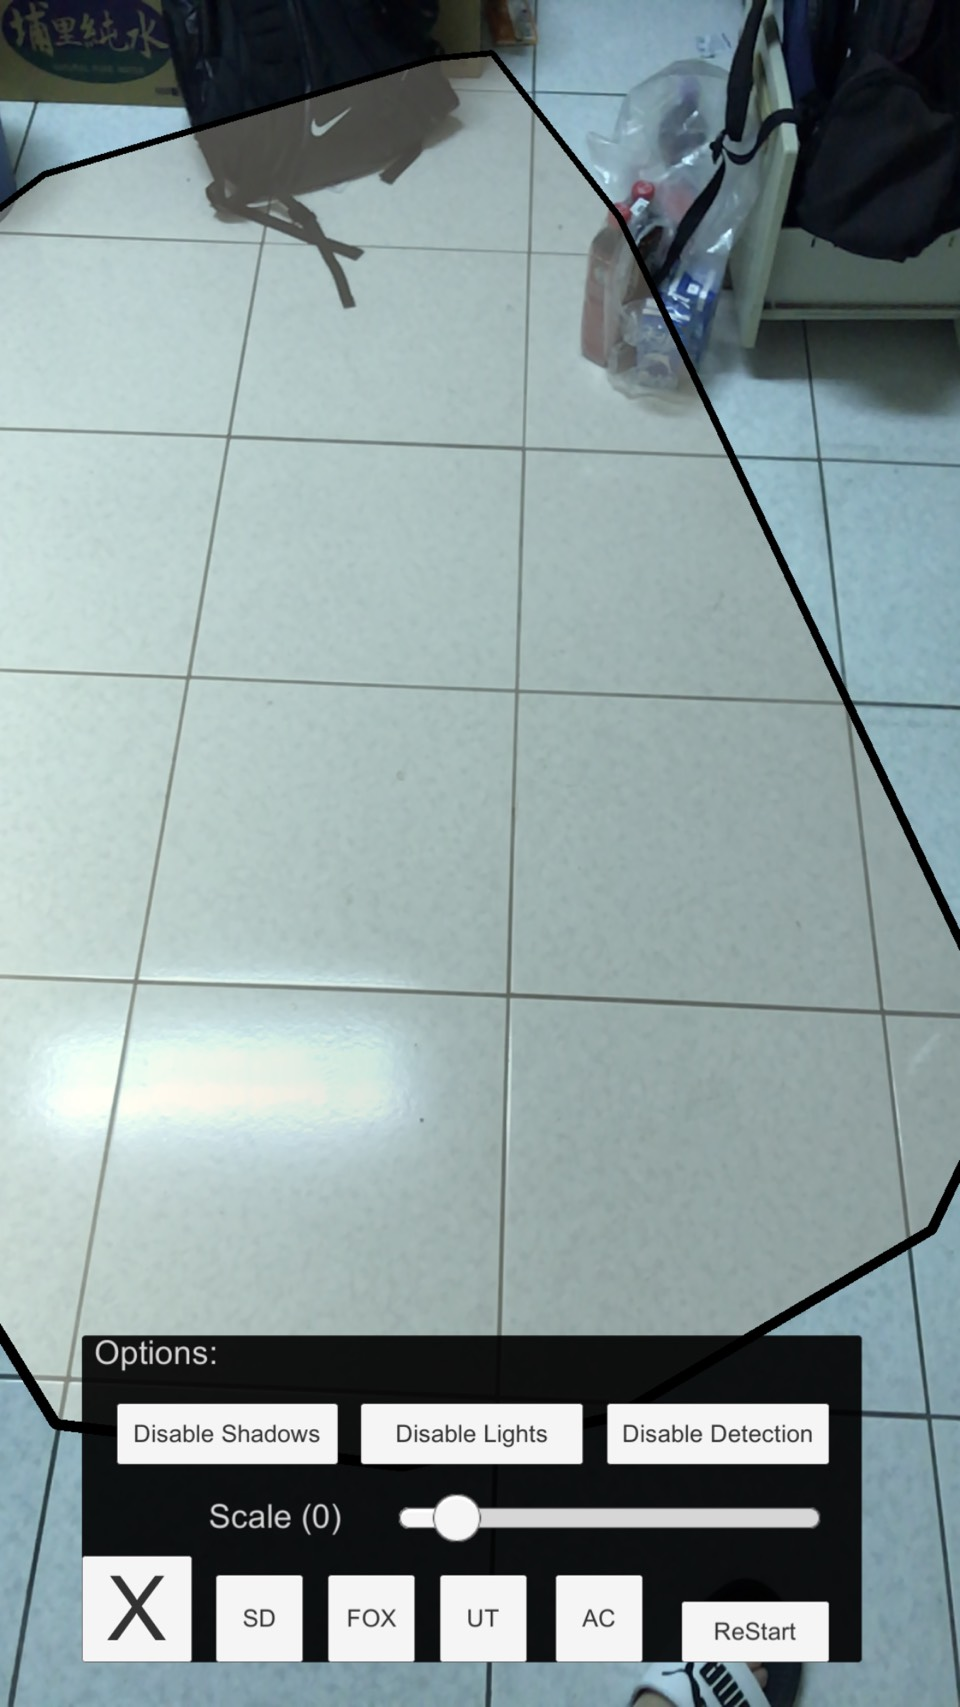 埔里純水
Options:
Disable Shadows
Disable Lights
Disable Detection
Scale (0)
X
SD
FOX
UT
AC
ReStart